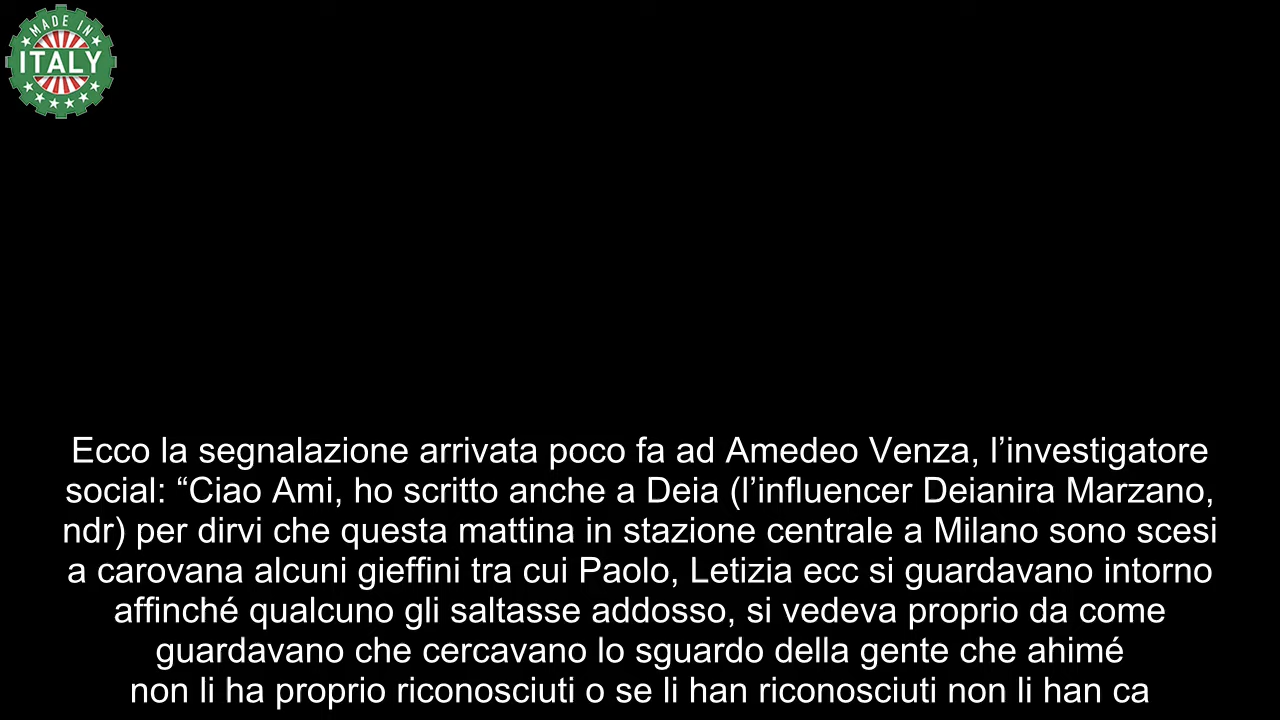 MADE IN
ITALY
Ecco la segnalazione arrivata poco fa ad Amedeo Venza, l’investigatore
social: “Ciao Ami, ho scritto anche a Deia (l’influencer Deianira Marzano,
ndr) per dirvi che questa mattina in stazione centrale a Milano sono scesi
a carovana alcuni gieffini tra cui Paolo, Letizia ecc si guardavano intorno
affinché qualcuno gli saltasse addosso, si vedeva proprio da come
guardavano che cercavano lo sguardo della gente che ahimé
non li ha proprio riconosciuti o se li han riconosciuti non li han ca